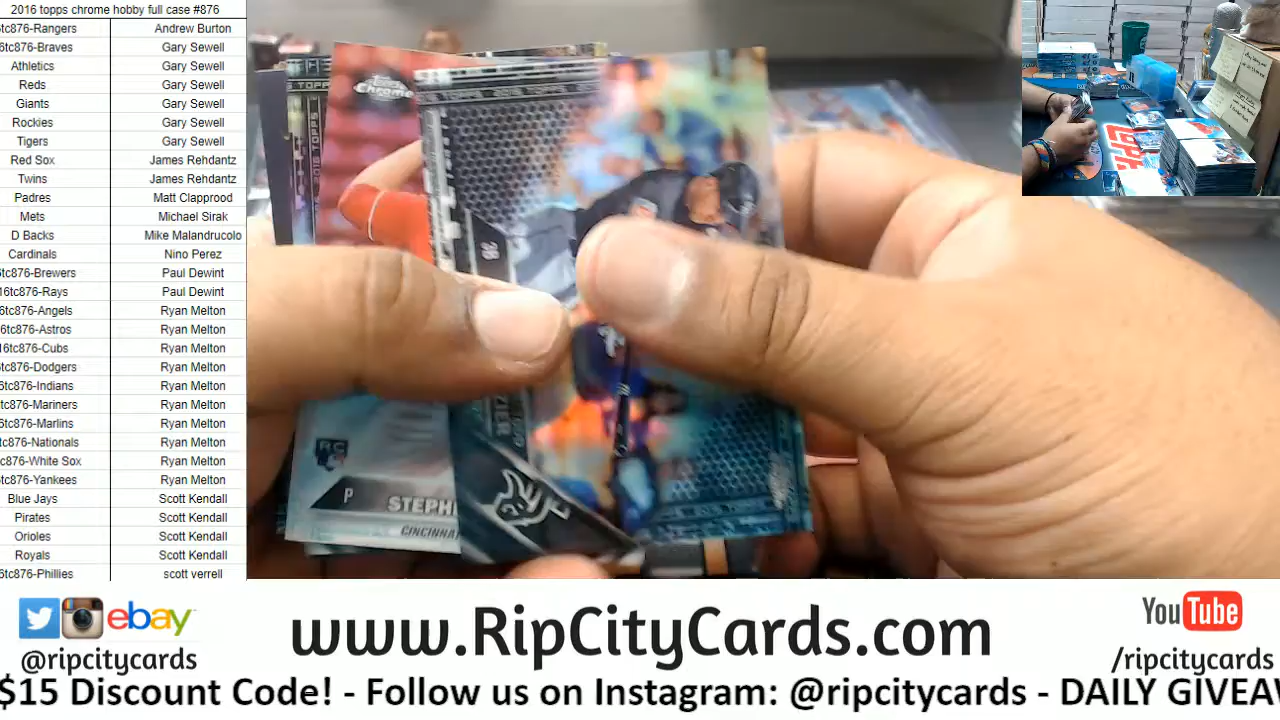 2016 topps chrome hobby full case #876
6tc876-Rangers Andrew Burton
6tc876-Braves Gary Sewell
Athletics Gary Sewell
Reds Gary Sewell
Giants Gary Sewell
Rockies Gary Sewell
Tigers Gary Sewell
Red Sox James Rehdantz
Twins James Rehdantz
Padres Matt Clapprood
Mets Michael Sirak
D Backs Mike Malandrucolo
Cardinals Nino Perez
6tc876-Brewers Paul Dewint
16tc876-Rays Paul Dewint
6tc876-Angels Ryan Melton
6tc876-Astros Ryan Melton
16tc876-Cubs Ryan Melton
6tc876-Dodgers Ryan Melton
6tc876-Indians Ryan Melton
6tc876-Mariners Ryan Melton
6tc876-Marlins Ryan Melton
tc876-Nationals Ryan Melton
tc876-White Sox Ryan Melton
6tc876-Yankees Ryan Melton
Blue Jays Scott Kendall
Pirates Scott Kendall
Orioles Scott Kendall
Royals Scott Kendall
6tc876-Phillies scott verrell
Chrome
TOPPS 2016 TOPPS
RC
P STEPH
CINCINNA
TOPPS
ebay
@ripcitycards
www.RipCityCards.com
YouTube
/ripcitycards
$15 Discount Code! - Follow us on Instagram: @ripcitycards - DAILY GIVEA